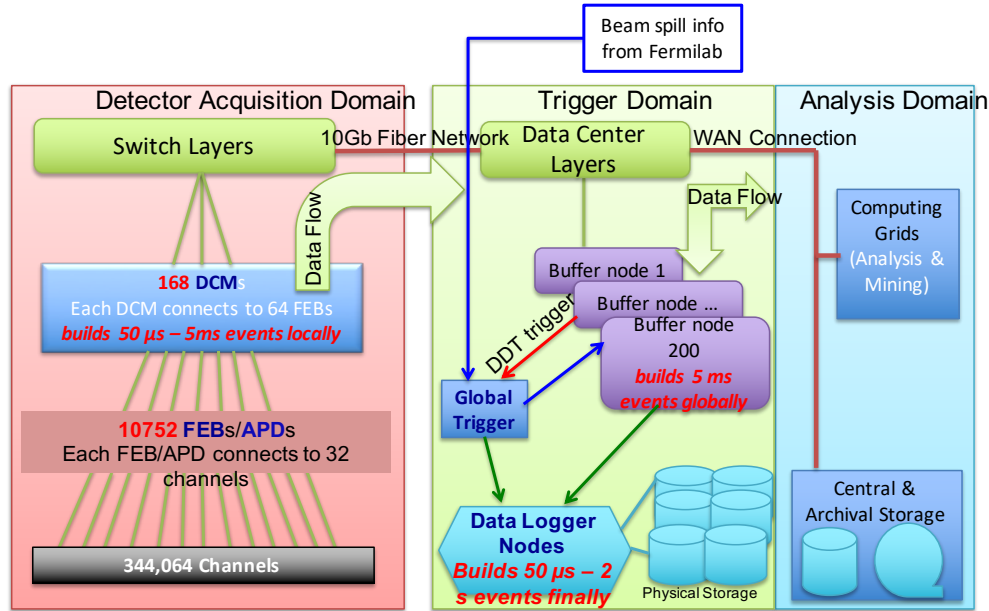 Beam spill info
from Fermilab
Detector Acquisition Domain
Trigger Domain
Analysis Domain
Switch Layers
10Gb Fiber Network
Data Center
Layers
WAN Connection
Data Flow
Data Flow
Computing
Grids
(Analysis &
Mining)
168 DCMs
Each DCM connects to 64 FEBs
builds 50 µs – 5ms events locally
Buffer node 1
Buffer node ...
Buffer node
200
builds 5 ms
events globally
DDT trigger
Global
Trigger
10752 FEBs/APDs
Each FEB/APD connects to 32
channels
Central &
Archival Storage
Data Logger
Nodes
Builds 50 µs – 2
s events finally
344,064 Channels
Physical Storage